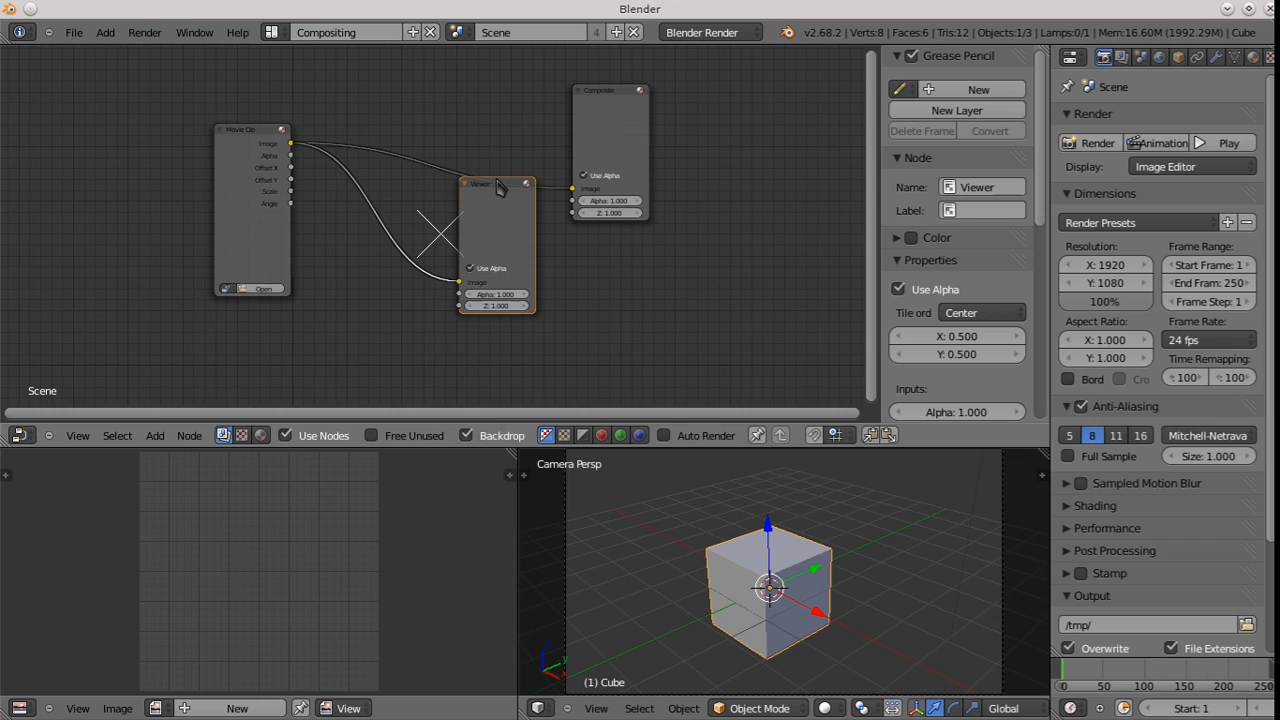 Blender
File Add Render Window Help Compositing Scene 4 Blender Render v2.68.2 | Verts:8 | Faces:6 | Tris:12 | Objects:1/3 | Lamps:0/1 | Mem:16.60M (1992.29M) | Cube
Movie Clip
Image
Alpha
Offset X
Offset Y
Scale
Angle
Open
Viewer
Use Alpha
Image
Alpha: 1.000
Z: 1.000
Composite
Use Alpha
Image
Alpha: 1.000
Z: 1.000
Scene
Grease Pencil
New
New Layer
Delete Frame Convert
Node
Name: Viewer
Label:
Color
Properties
Use Alpha
Tile ord Center
X: 0.500
Y: 0.500
Inputs:
Alpha: 1.000
Scene
Render
Render Animation Play
Display: Image Editor
Dimensions
Render Presets
Resolution: Frame Range:
X: 1920 Start Frame: 1
Y: 1080 End Fram: 250
100% Frame Step: 1
Aspect Ratio: Frame Rate:
X: 1.000 24 fps
Y: 1.000 Time Remapping:
Bord Cro : 100 : 100
Anti-Aliasing
5 8 11 16 Mitchell-Netrava
Full Sample Size: 1.000
Sampled Motion Blur
Shading
Performance
Post Processing
Stamp
Output
/tmp/
Overwrite File Extensions
View Select Add Node Use Nodes Free Unused Backdrop Auto Render
Camera Persp
z
y
x
(1) Cube
0 50 100 150 200 250
View Image New View
View Select Object Object Mode Global
Start: 1